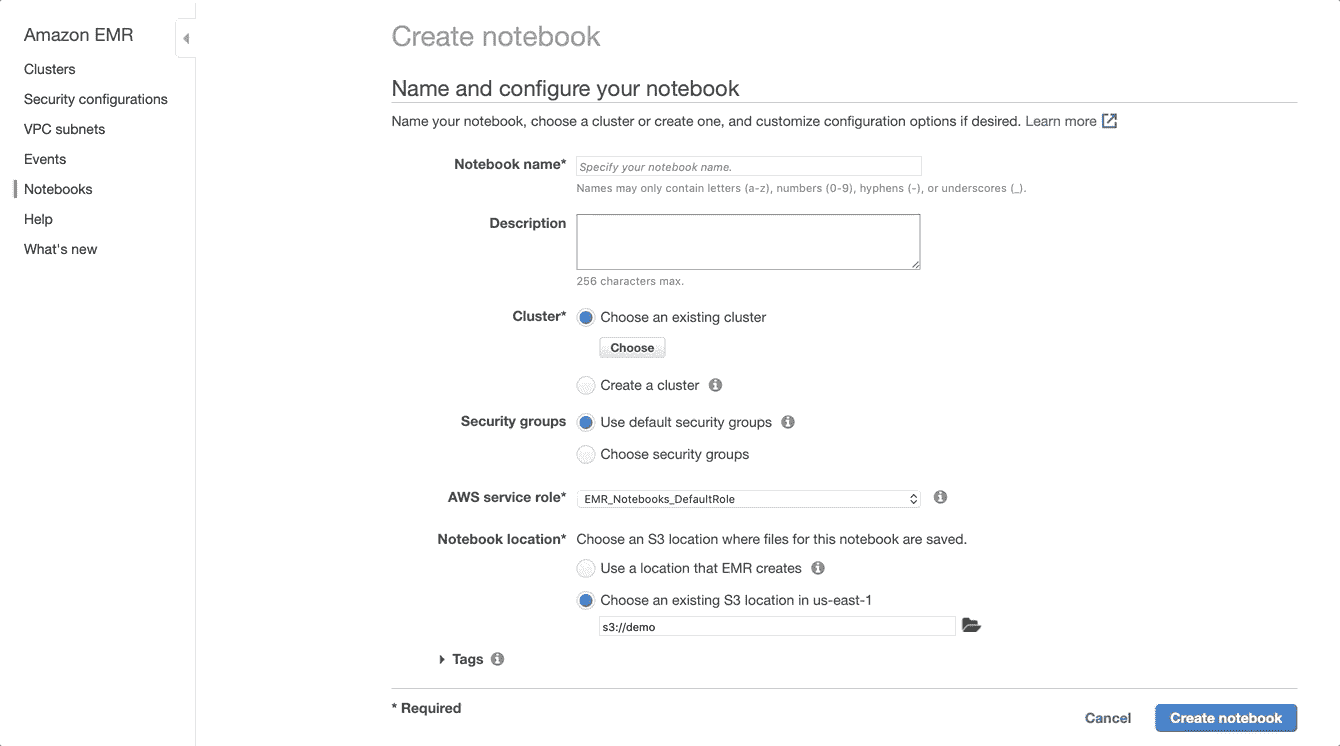 Amazon EMR
Clusters
Security configurations
VPC subnets
Events
Notebooks
Help
What's new
Create notebook
Name and configure your notebook
Name your notebook, choose a cluster or create one, and customize configuration options if desired. Learn more
Notebook name* Specify your notebook name.
Names may only contain letters (a-z), numbers (0-9), hyphens (-), or underscores (_).
Description
256 characters max.
Cluster* Choose an existing cluster
Choose
Create a cluster
Security groups Use default security groups
Choose security groups
AWS service role* EMR_Notebooks_DefaultRole
Notebook location* Choose an S3 location where files for this notebook are saved.
Use a location that EMR creates
Choose an existing S3 location in us-east-1
s3://demo
Tags
* Required
Cancel Create notebook